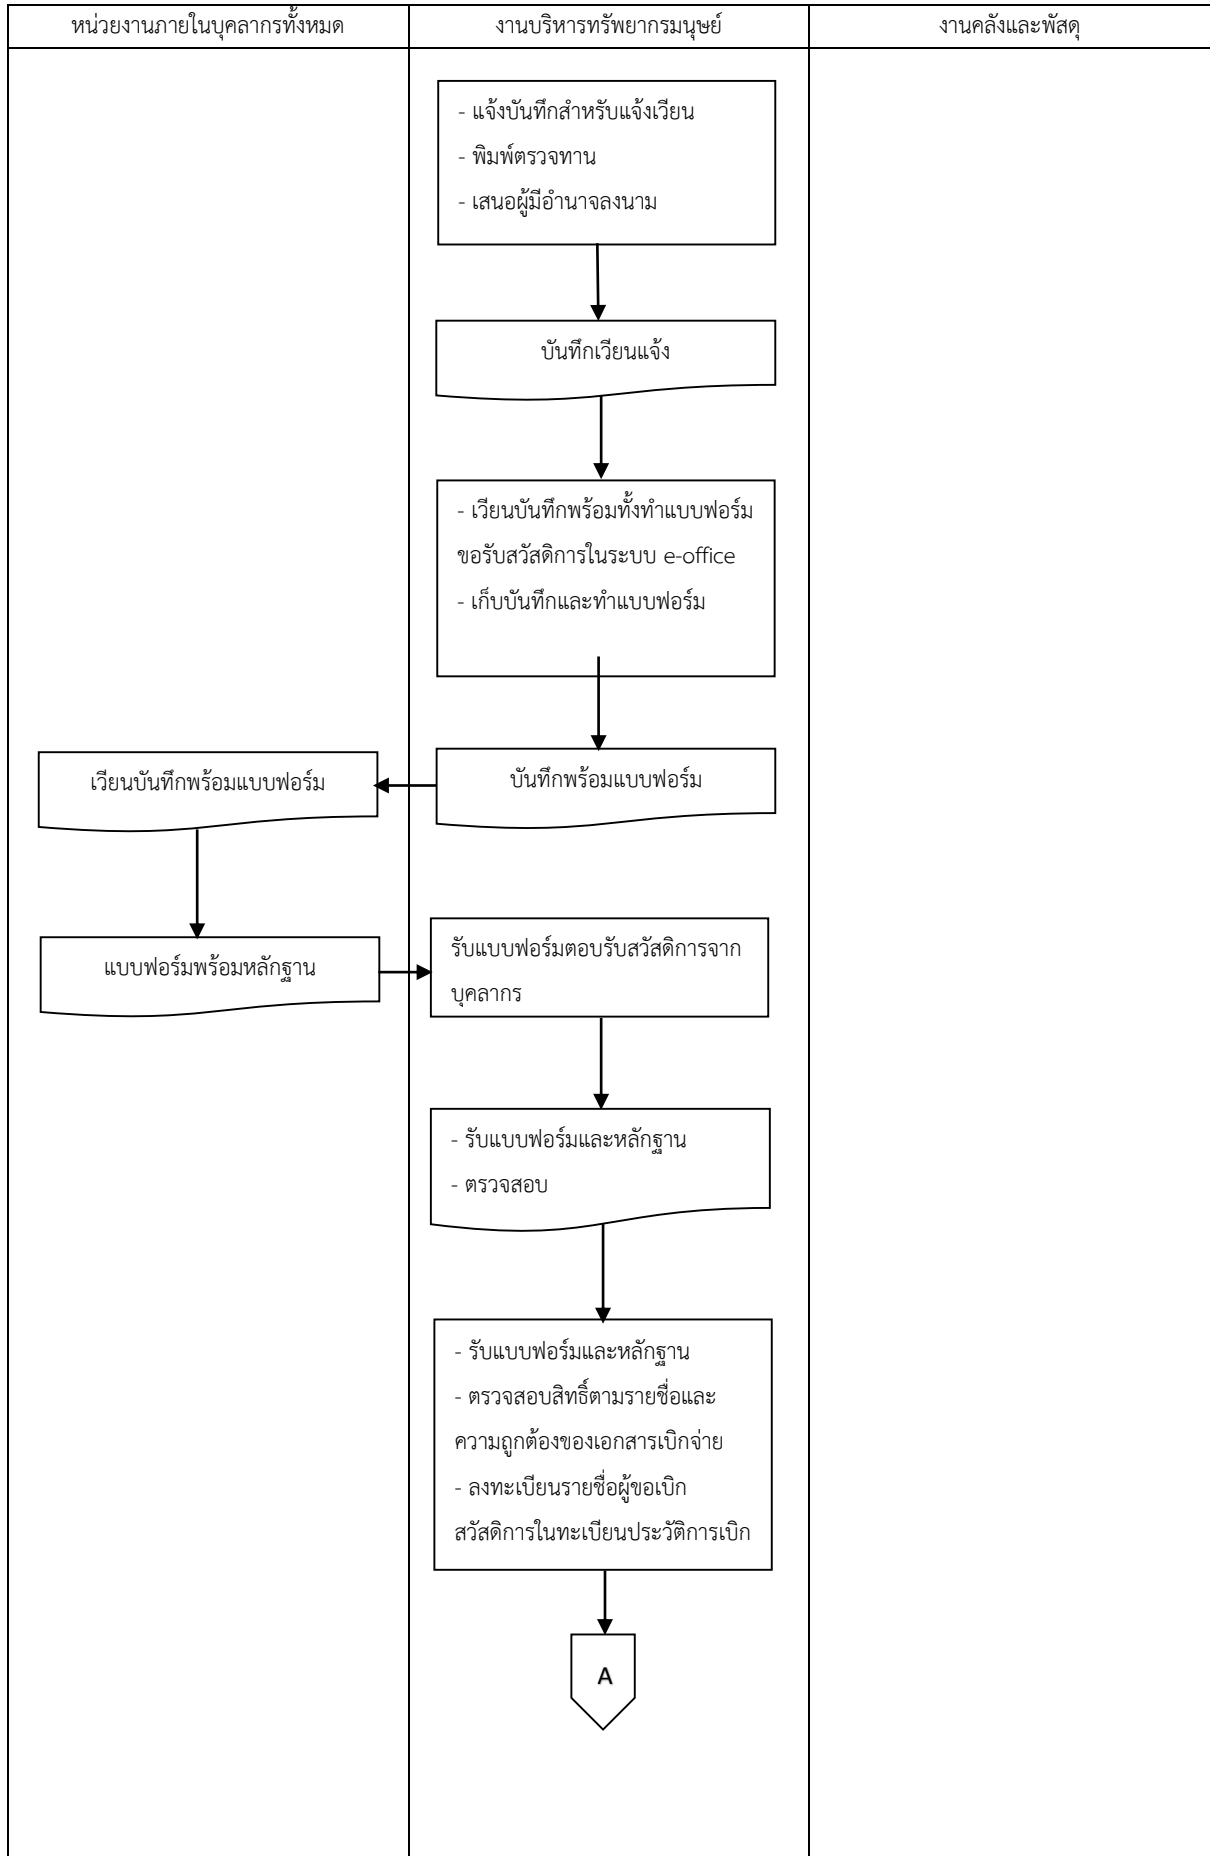 หน่วยงานภายในบุคลากรทั้งหมด
งานบริหารทรัพยากรมนุษย์
งานคลังและพัสดุ
- แจ้งบันทึกสำหรับแจ้งเวียน
- พิมพ์ตรวจทาน
- เสนอผู้มีอำนาจลงนาม
บันทึกเวียนแจ้ง
- เวียนบันทึกพร้อมทั้งทำแบบฟอร์ม
ขอรับสวัสดิการในระบบ e-office
- เก็บบันทึกและทำแบบฟอร์ม
บันทึกพร้อมแบบฟอร์ม
เวียนบันทึกพร้อมแบบฟอร์ม
แบบฟอร์มพร้อมหลักฐาน
รับแบบฟอร์มตอบรับสวัสดิการจาก
บุคลากร
- รับแบบฟอร์มและหลักฐาน
- ตรวจสอบ
- รับแบบฟอร์มและหลักฐาน
- ตรวจสอบสิทธิ์ตามรายชื่อและ
ความถูกต้องของเอกสารเบิกจ่าย
- ลงทะเบียนรายชื่อผู้ขอเบิก
สวัสดิการในทะเบียนประวัติการเบิก
A